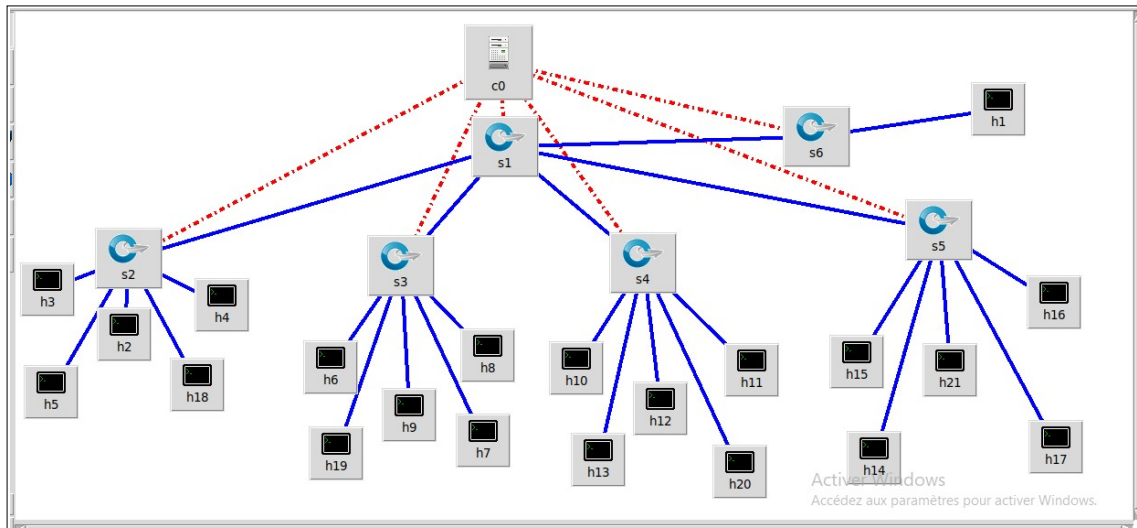 c0
s1
s6
h1
s2
s3
s4
s5
h3
h2
h4
h5
h18
h6
h8
h9
h7
h19
h10
h11
h12
h13
h20
h15
h21
h16
h14
h17
Activer Windows
Accédez aux paramètres pour activer Windows.